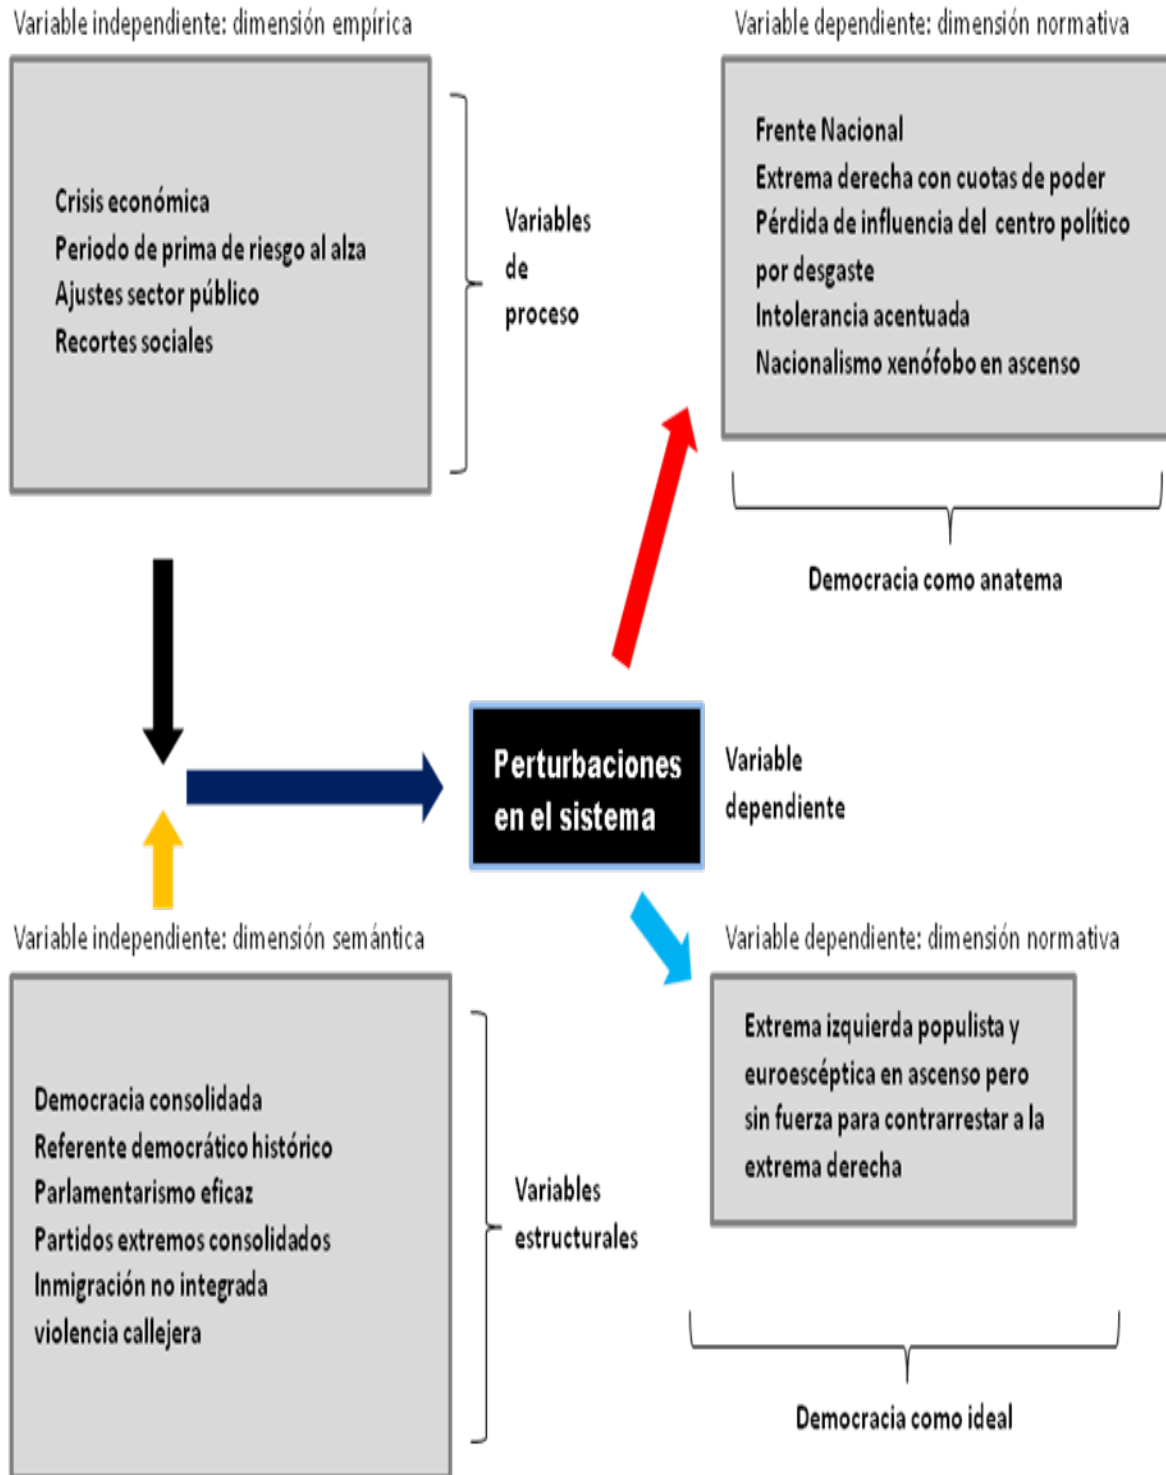 Variable independiente: dimensión empírica
Crisis económica
Periodo de prima de riesgo al alza
Ajustes sector público
Recortes sociales
Variables
de
proceso
Variable dependiente: dimensión normativa
Frente Nacional
Extrema derecha con cuotas de poder
Pérdida de influencia del centro político
por desgaste
Intolerancia acentuada
Nacionalismo xenófobo en ascenso
Democracia como anatema
Perturbaciones
en el sistema
Variable
dependiente
Variable independiente: dimensión semántica
Democracia consolidada
Referente democrático histórico
Parlamentarismo eficaz
Partidos extremos consolidados
Inmigración no integrada
violencia callejera
Variables
estructurales
Variable dependiente: dimensión normativa
Extrema izquierda populista y
euroescéptica en ascenso pero
sin fuerza para contrarrestar a la
extrema derecha
Democracia como ideal